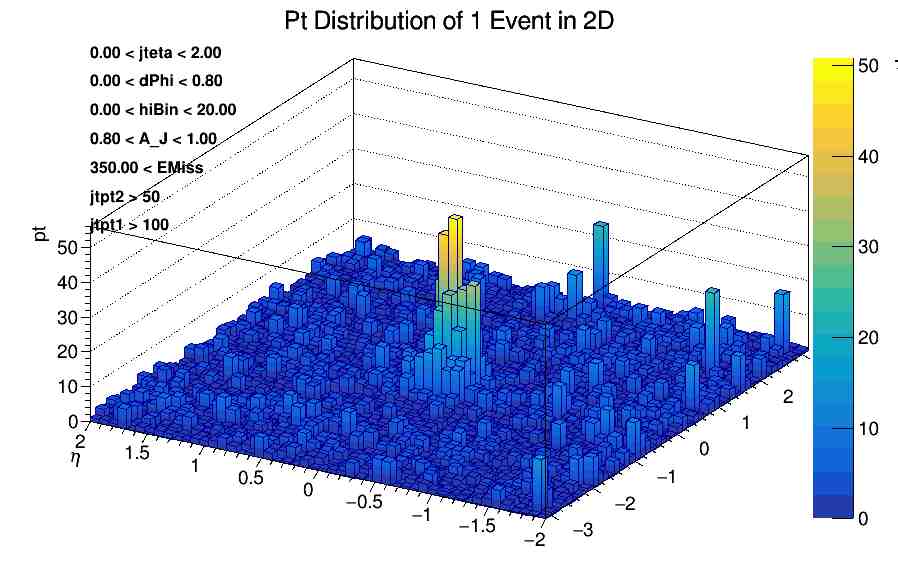 Pt Distribution of 1 Event in 2D
0.00 < jteta < 2.00
0.00 < dPhi < 0.80
0.00 < hiBin < 20.00
0.80 < A_J < 1.00
350.00 < EMiss
jtpt2 > 50
jtpt1 > 100
pt
50
40
30
20
10
0
2
1.5
1
0.5
0
−0.5
−1
−1.5
−2
η
−3
−2
−1
0
1
2
50
40
30
20
10
0